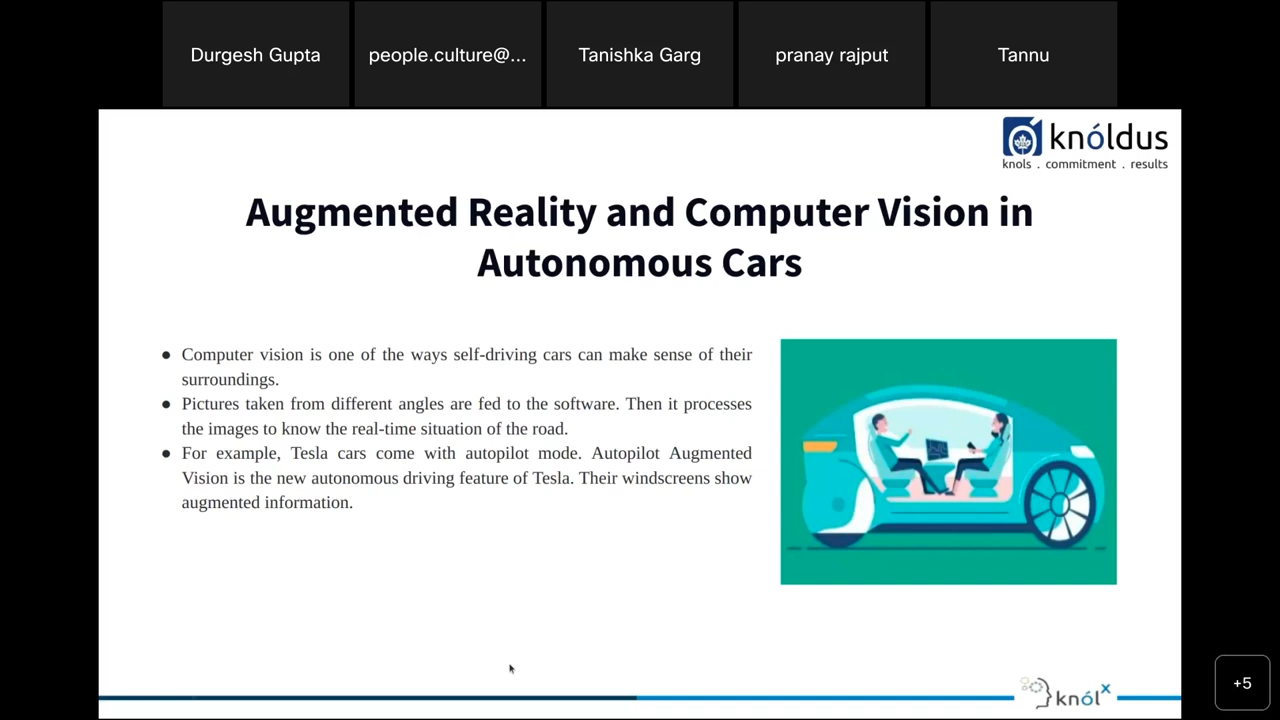 Durgesh Gupta
people.culture@...
Tanishka Garg
pranay rajput
Tannu
knóldus
knols . commitment . results
Augmented Reality and Computer Vision in
Autonomous Cars
● Computer vision is one of the ways self-driving cars can make sense of their
surroundings.
● Pictures taken from different angles are fed to the software. Then it processes
the images to know the real-time situation of the road.
● For example, Tesla cars come with autopilot mode. Autopilot Augmented
Vision is the new autonomous driving feature of Tesla. Their windscreens show
augmented information.
knólx
+5